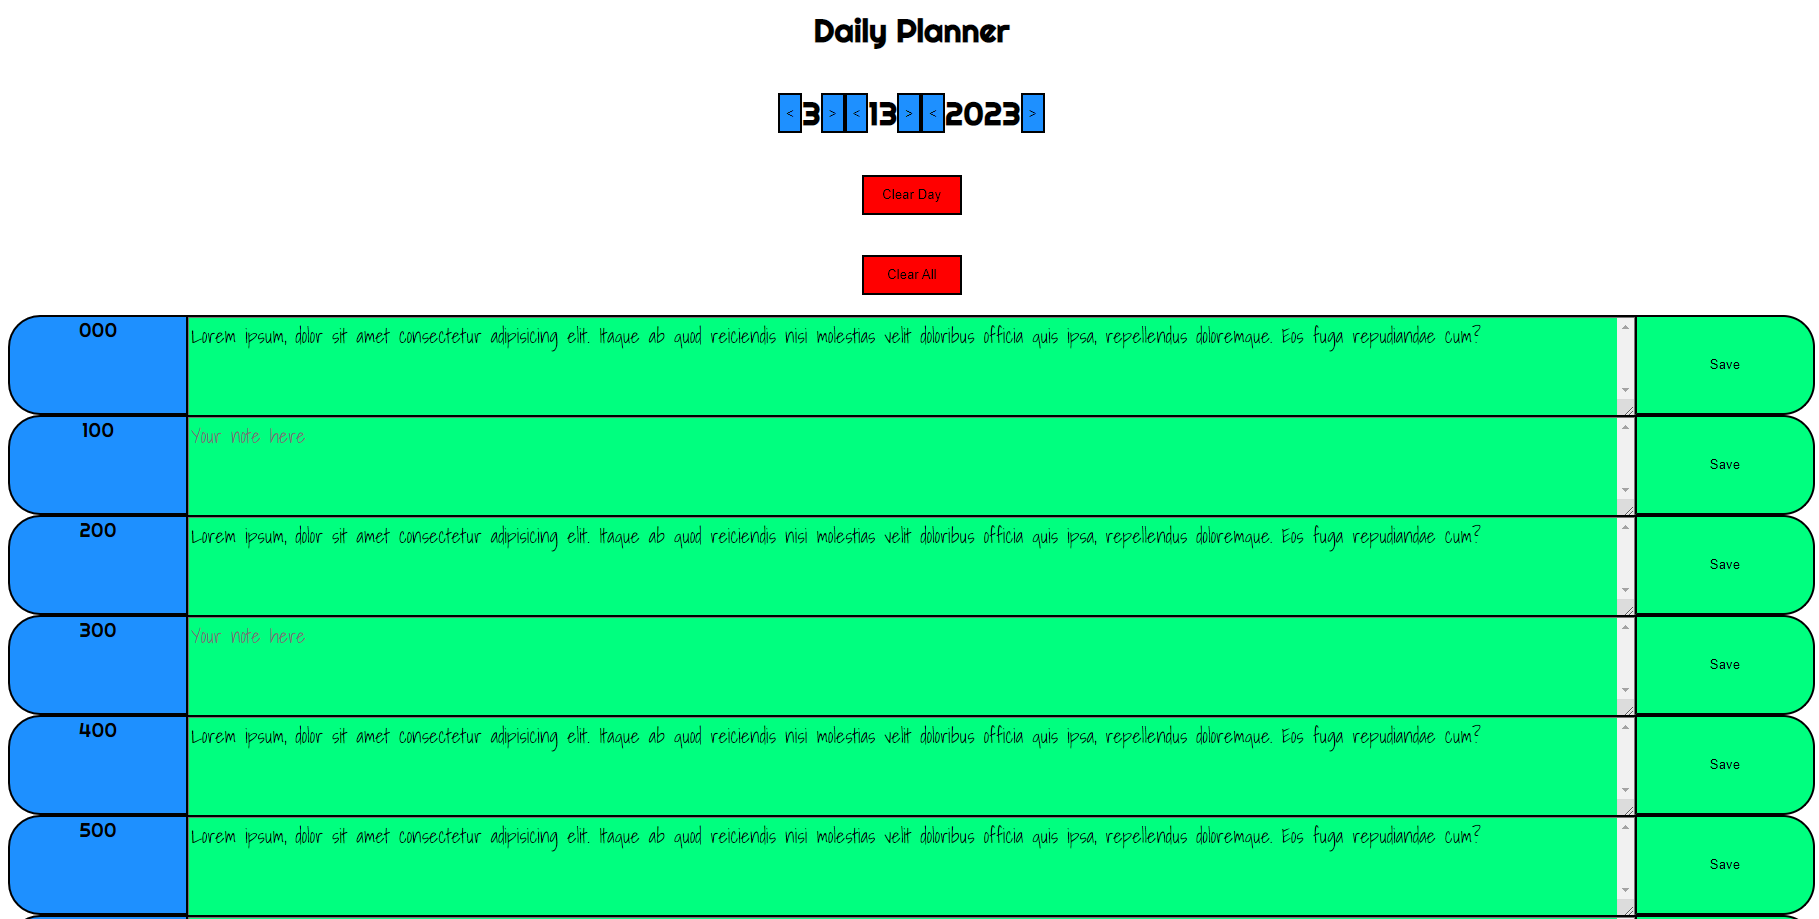 Daily Planner
< 3 > < 13 > < 2023 >
Clear Day
Clear All
000 Lorem ipsum, dolor sit amet consectetur adipisicing elit. Itaque ab quod reiciendis nisi molestias velit doloribus officia quis ipsa, repellendus doloremque. Eos fuga repudiandae cum? Save
100 Your note here Save
200 Lorem ipsum, dolor sit amet consectetur adipisicing elit. Itaque ab quod reiciendis nisi molestias velit doloribus officia quis ipsa, repellendus doloremque. Eos fuga repudiandae cum? Save
300 Your note here Save
400 Lorem ipsum, dolor sit amet consectetur adipisicing elit. Itaque ab quod reiciendis nisi molestias velit doloribus officia quis ipsa, repellendus doloremque. Eos fuga repudiandae cum? Save
500 Lorem ipsum, dolor sit amet consectetur adipisicing elit. Itaque ab quod reiciendis nisi molestias velit doloribus officia quis ipsa, repellendus doloremque. Eos fuga repudiandae cum? Save